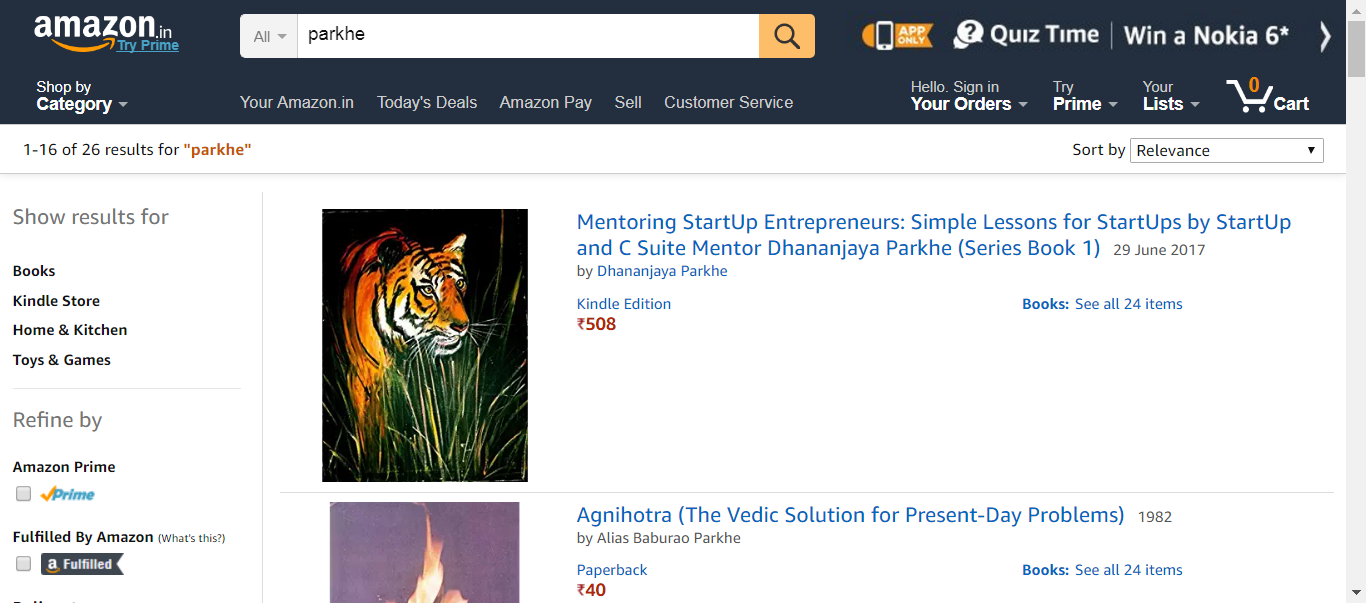 amazon.in
Try Prime
All
parkhe
APP ONLY
QUIZ TIME
Win a Nokia 6*
Shop by
Category
Your Amazon.in
Today's Deals
Amazon Pay
Sell
Customer Service
Hello. Sign in
Your Orders
Try
Prime
Your
Lists
0
Cart
1-16 of 26 results for "parkhe"
Sort by
Relevance
Show results for
Books
Kindle Store
Home & Kitchen
Toys & Games
Refine by
Amazon Prime
Prime
Fulfilled By Amazon (What's this?)
a Fulfilled
Mentoring StartUp Entrepreneurs: Simple Lessons for StartUps by StartUp
and C Suite Mentor Dhananjaya Parkhe (Series Book 1) 29 June 2017
by Dhananjaya Parkhe
Kindle Edition
₹508
Books: See all 24 items
Agnihotra (The Vedic Solution for Present-Day Problems) 1982
by Alias Baburao Parkhe
Paperback
₹40
Books: See all 24 items